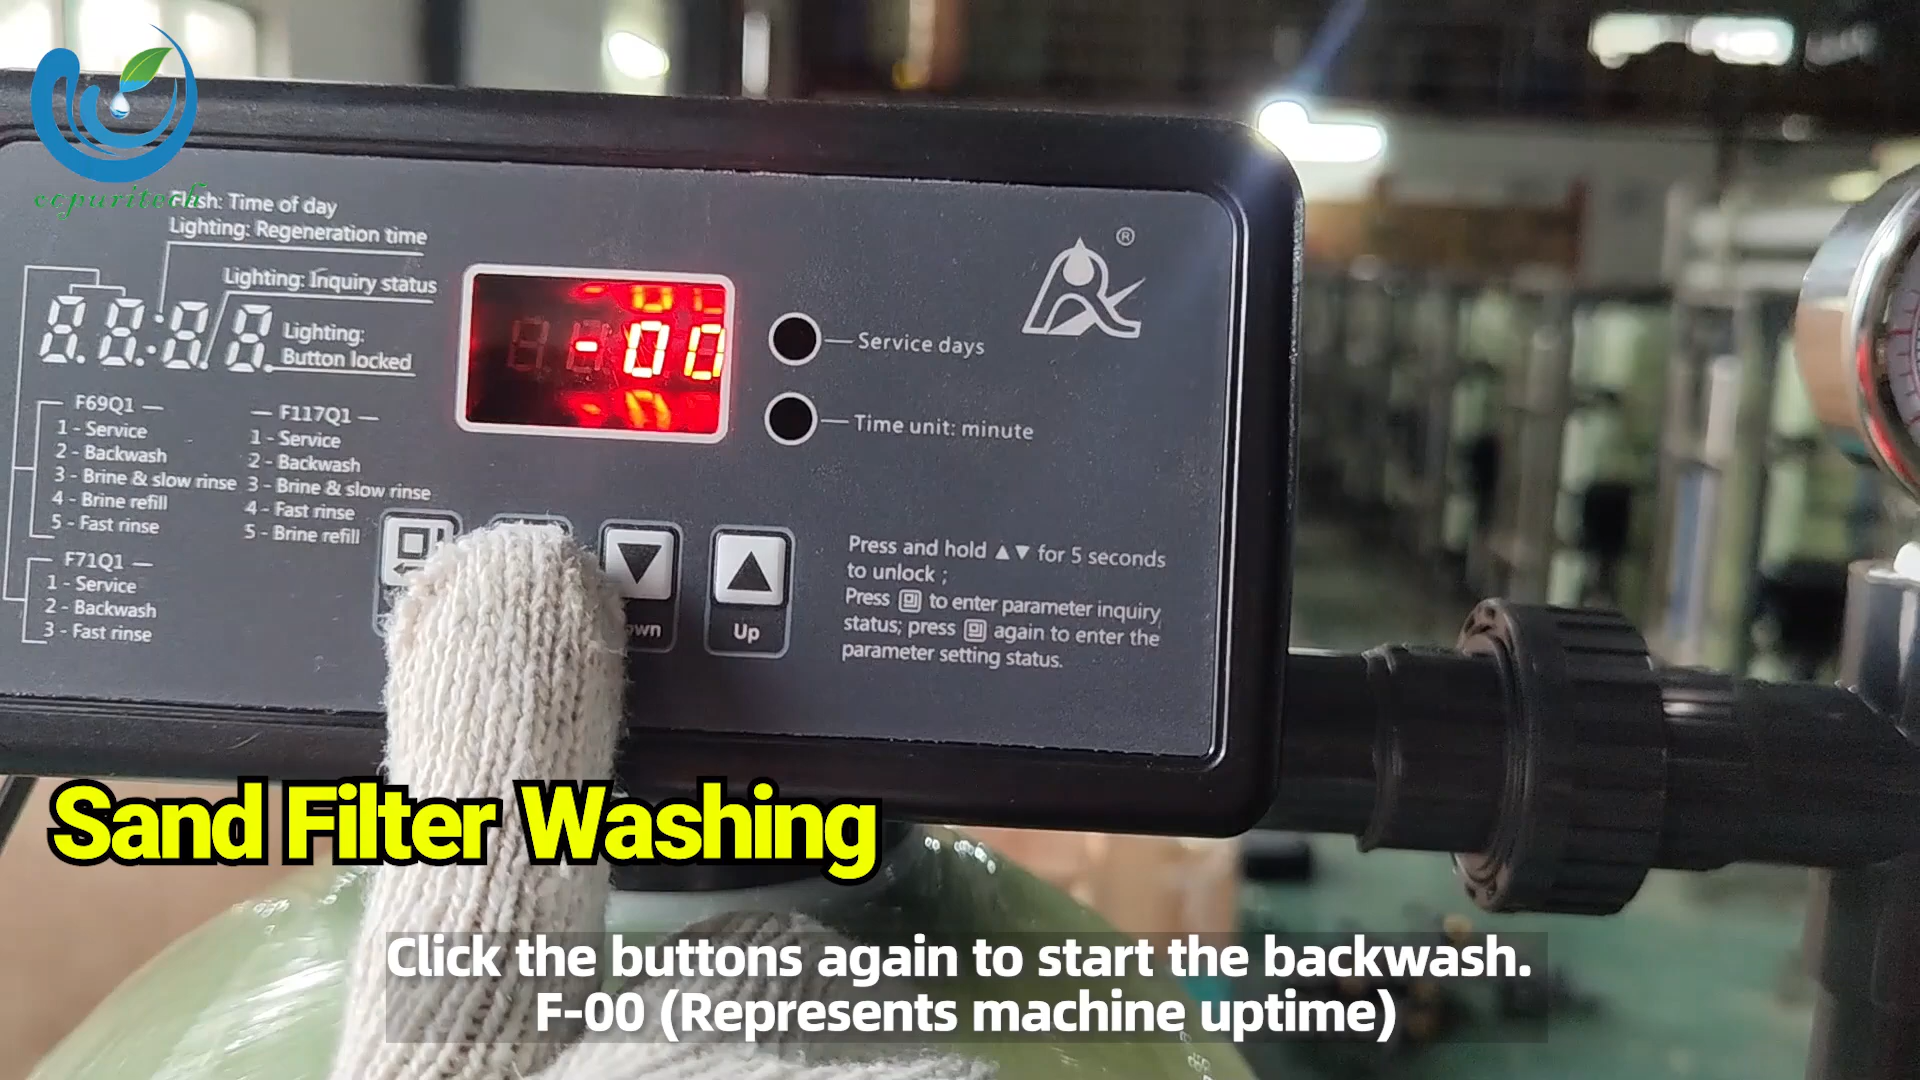 ccpuritech
Flash: Time of day
Lighting: Regeneration time
Lighting: Inquiry status
8.8:8/8.
Lighting:
Button locked
F69Q1
1 - Service
2 - Backwash
3 - Brine & slow rinse
4 - Brine refill
5 - Fast rinse
F117Q1
1 - Service
2 - Backwash
3 - Brine & slow rinse
4 - Fast rinse
5 - Brine refill
F71Q1
1 - Service
2 - Backwash
3 - Fast rinse
-00
Service days
Time unit: minute
®
Up
Press and hold ▲▼ for 5 seconds
to unlock ;
Press to enter parameter inquiry
status; press again to enter the
parameter setting status.
Sand Filter Washing
Click the buttons again to start the backwash.
F-00 (Represents machine uptime)